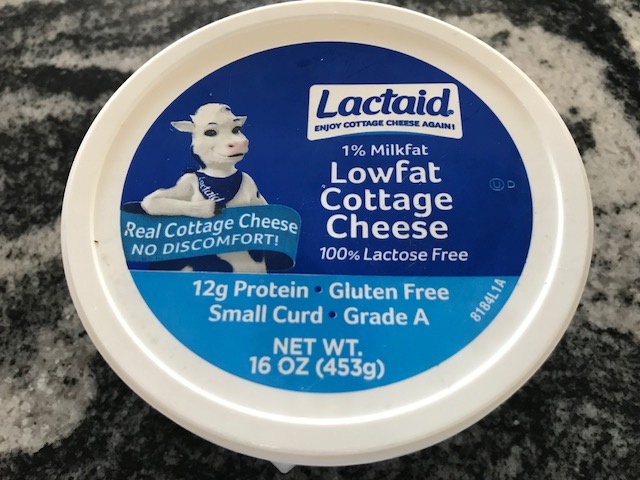 Lactaid®
ENJOY COTTAGE CHEESE AGAIN!
1% Milkfat
Lowfat
Cottage
Cheese
100% Lactose Free
U D
Lactaid
Real Cottage Cheese
NO DISCOMFORT!
12g Protein • Gluten Free
Small Curd • Grade A
8184L1A
NET WT.
16 OZ (453g)